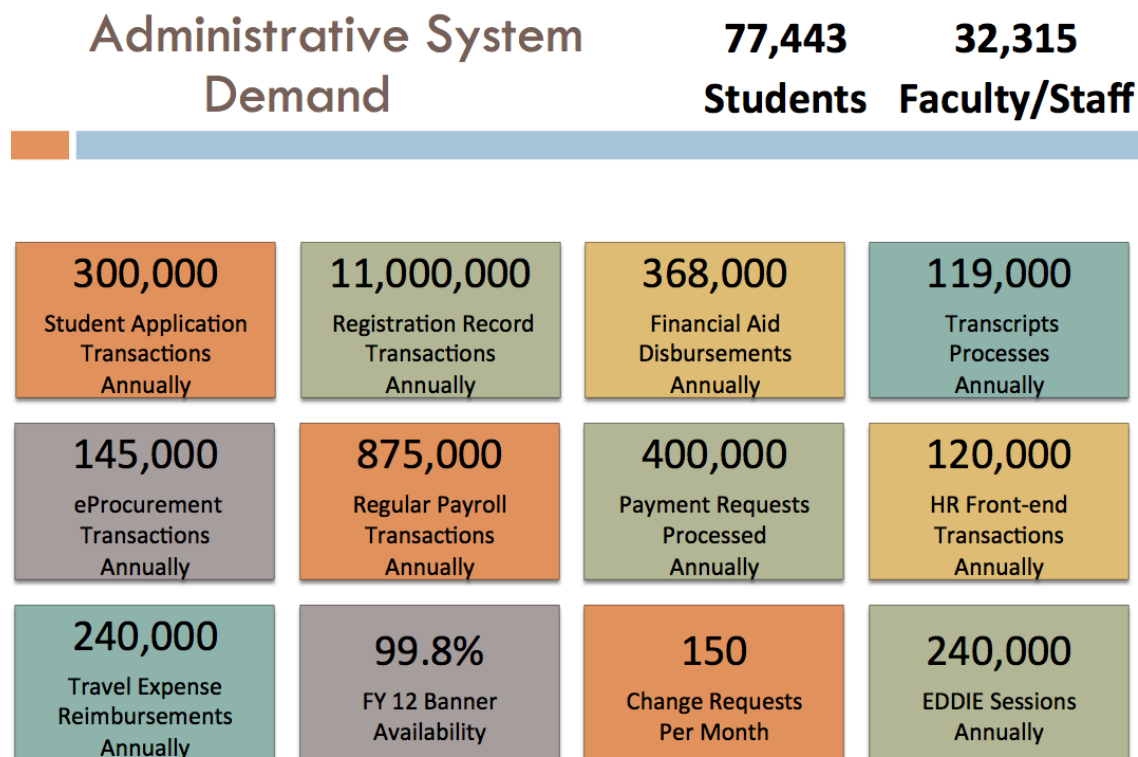 Administrative System
Demand
77,443
Students
32,315
Faculty/Staff
300,000
Student Application
Transactions
Annually
11,000,000
Registration Record
Transactions
Annually
368,000
Financial Aid
Disbursements
Annually
119,000
Transcripts
Processes
Annually
145,000
eProcurement
Transactions
Annually
875,000
Regular Payroll
Transactions
Annually
400,000
Payment Requests
Processed
Annually
120,000
HR Front-end
Transactions
Annually
240,000
Travel Expense
Reimbursements
Annually
99.8%
FY 12 Banner
Availability
150
Change Requests
Per Month
240,000
EDDIE Sessions
Annually